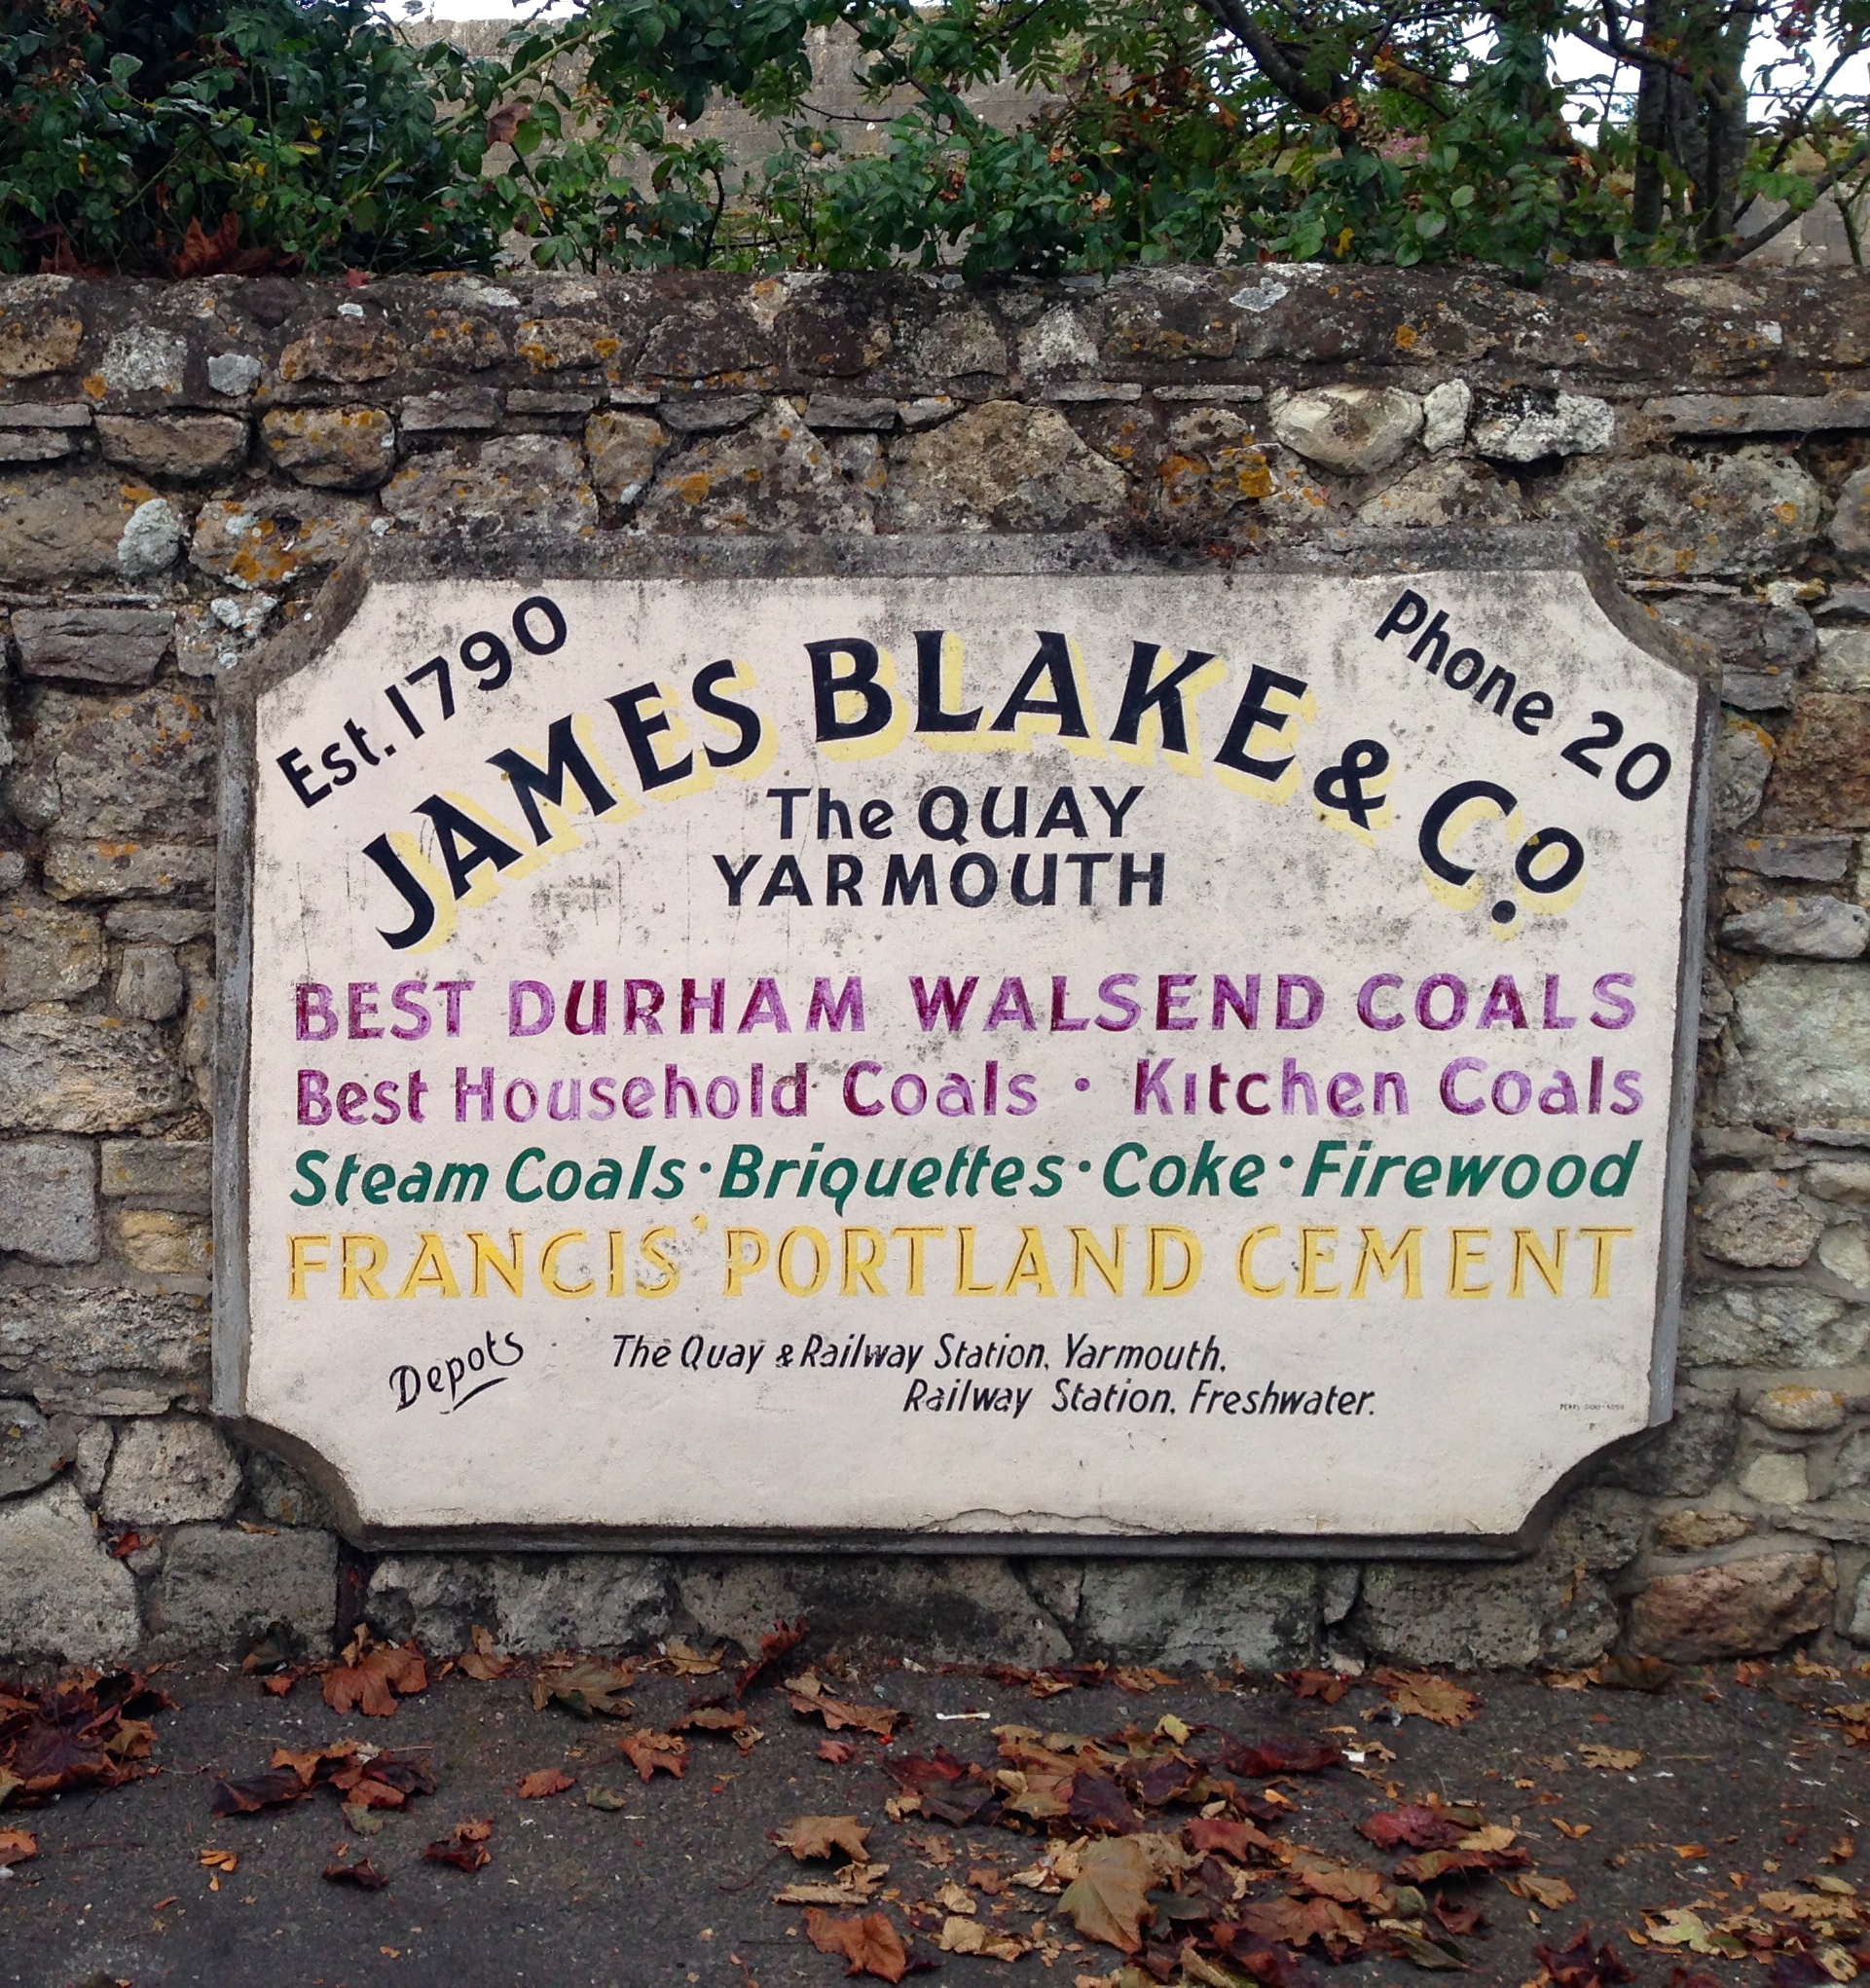 Est. 1790
Phone 20
JAMES BLAKE & Co.
The QUAY
YARMOUTH
BEST DURHAM WALSEND COALS
Best Household Coals · Kitchen Coals
Steam Coals · Briquettes · Coke · Firewood
FRANCIS' PORTLAND CEMENT
Depots The Quay & Railway Station, Yarmouth.
Railway Station, Freshwater.